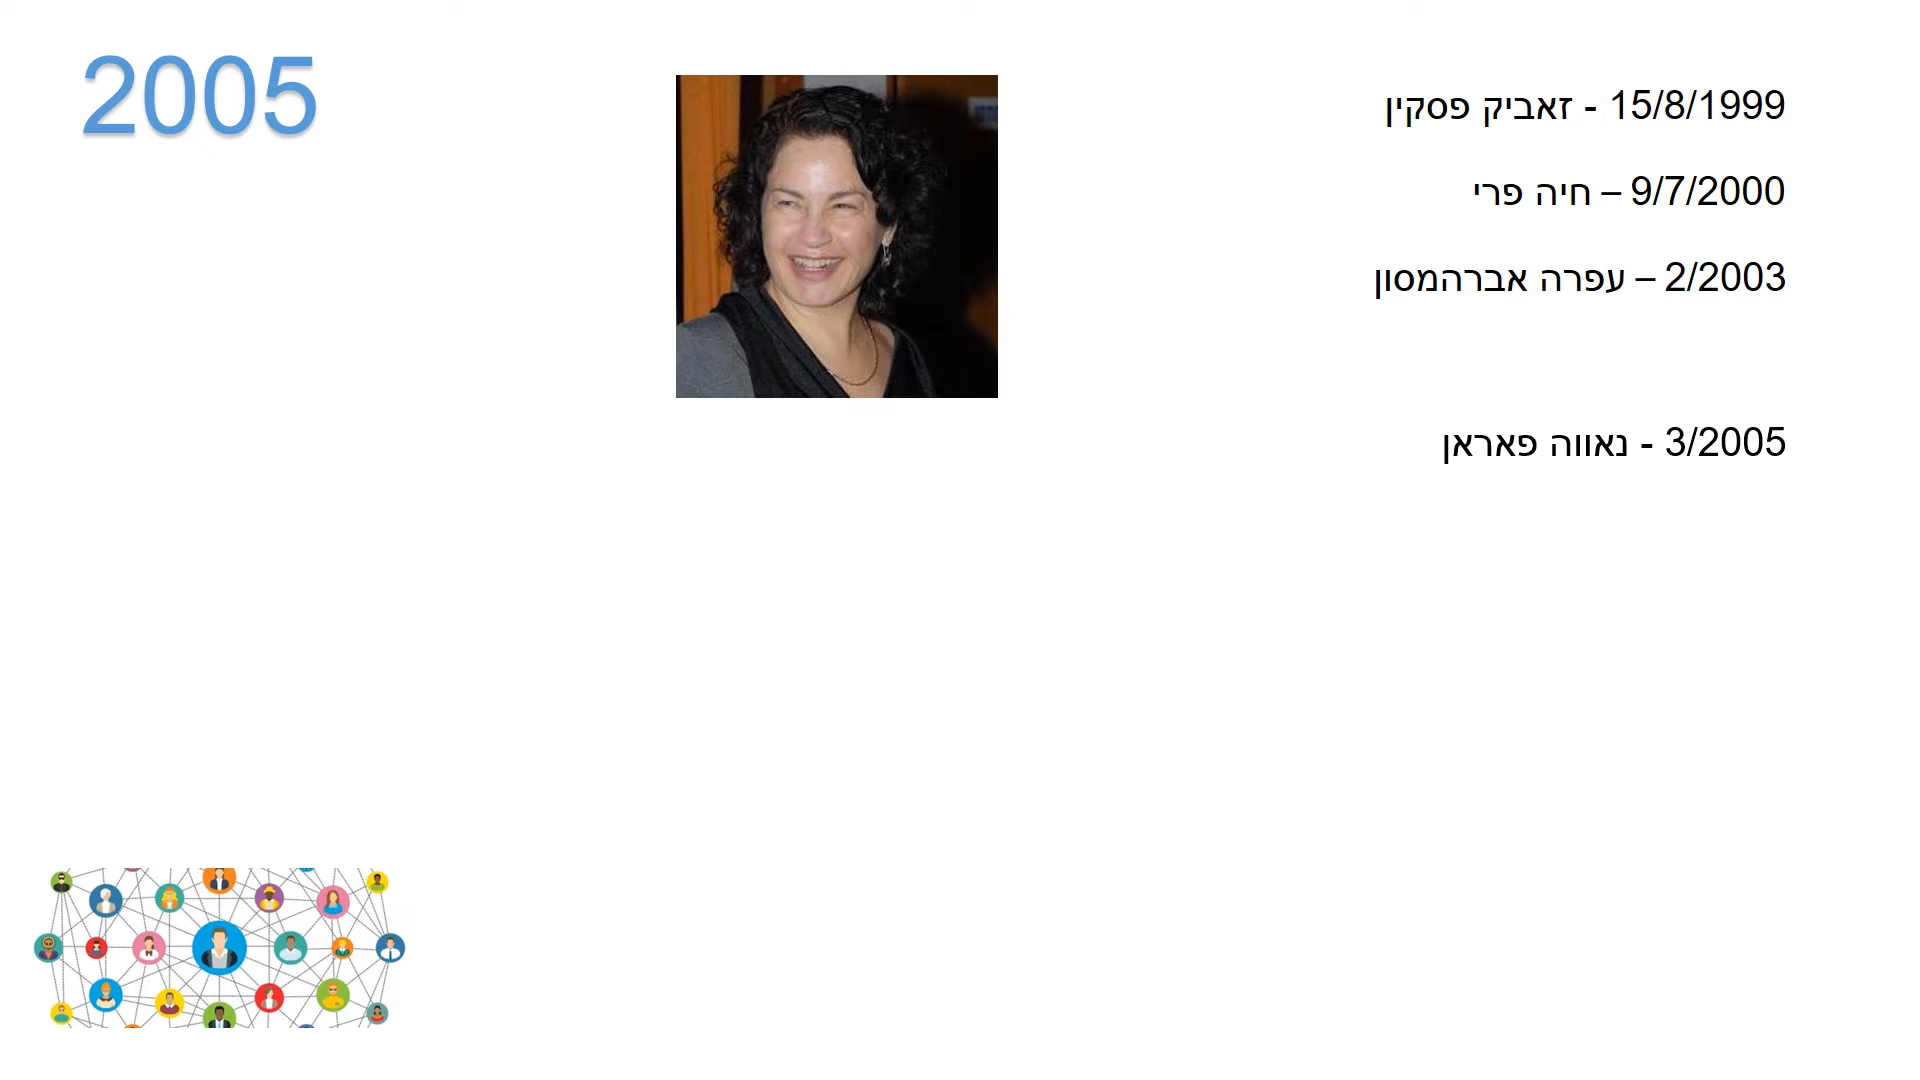 2005
15/8/1999 - זאביק פסקין
9/7/2000 – חיה פרי
2/2003 – עפרה אברהמסון
3/2005 - נאווה פאראן